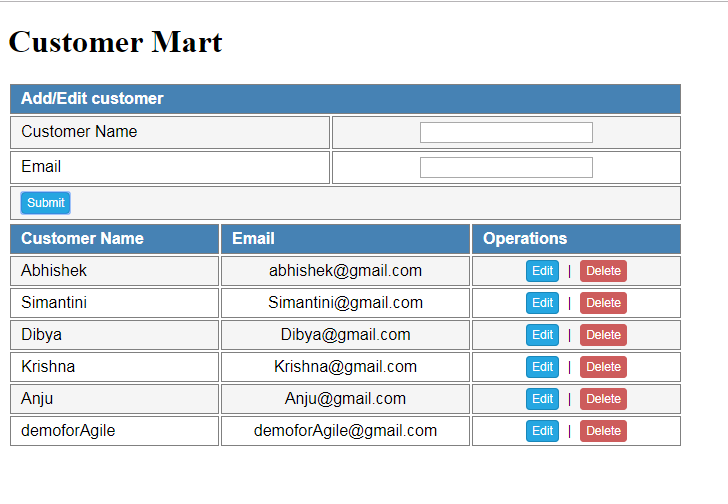 Customer Mart
Add/Edit customer
Customer Name
Email
Submit
Customer Name Email Operations
Abhishek abhishek@gmail.com Edit | Delete
Simantini Simantini@gmail.com Edit | Delete
Dibya Dibya@gmail.com Edit | Delete
Krishna Krishna@gmail.com Edit | Delete
Anju Anju@gmail.com Edit | Delete
demoforAgile demoforAgile@gmail.com Edit | Delete